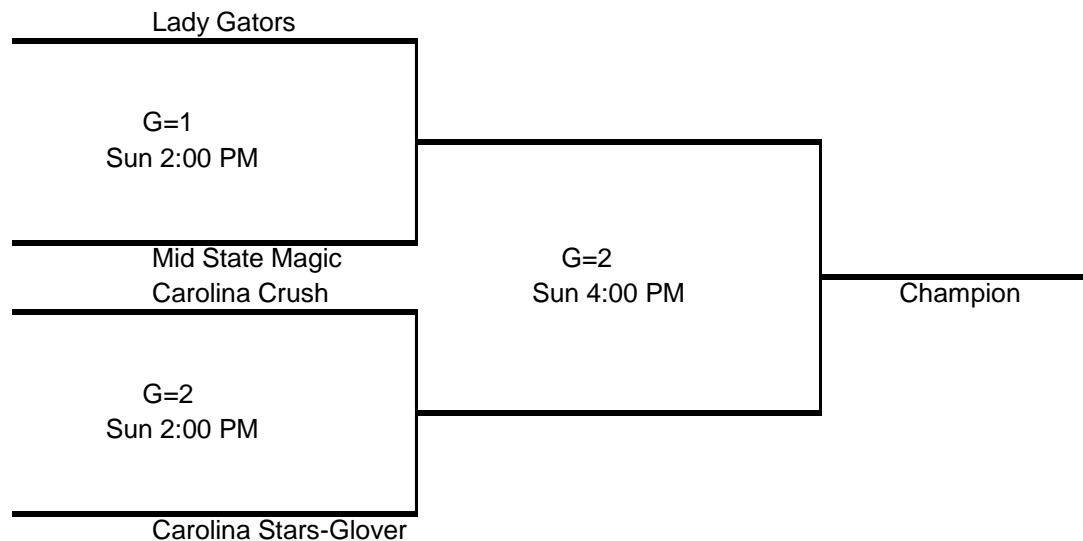 Lady Gators
G=1
Sun 2:00 PM
Mid State Magic
Carolina Crush
G=2
Sun 4:00 PM
Champion
G=2
Sun 2:00 PM
Carolina Stars-Glover